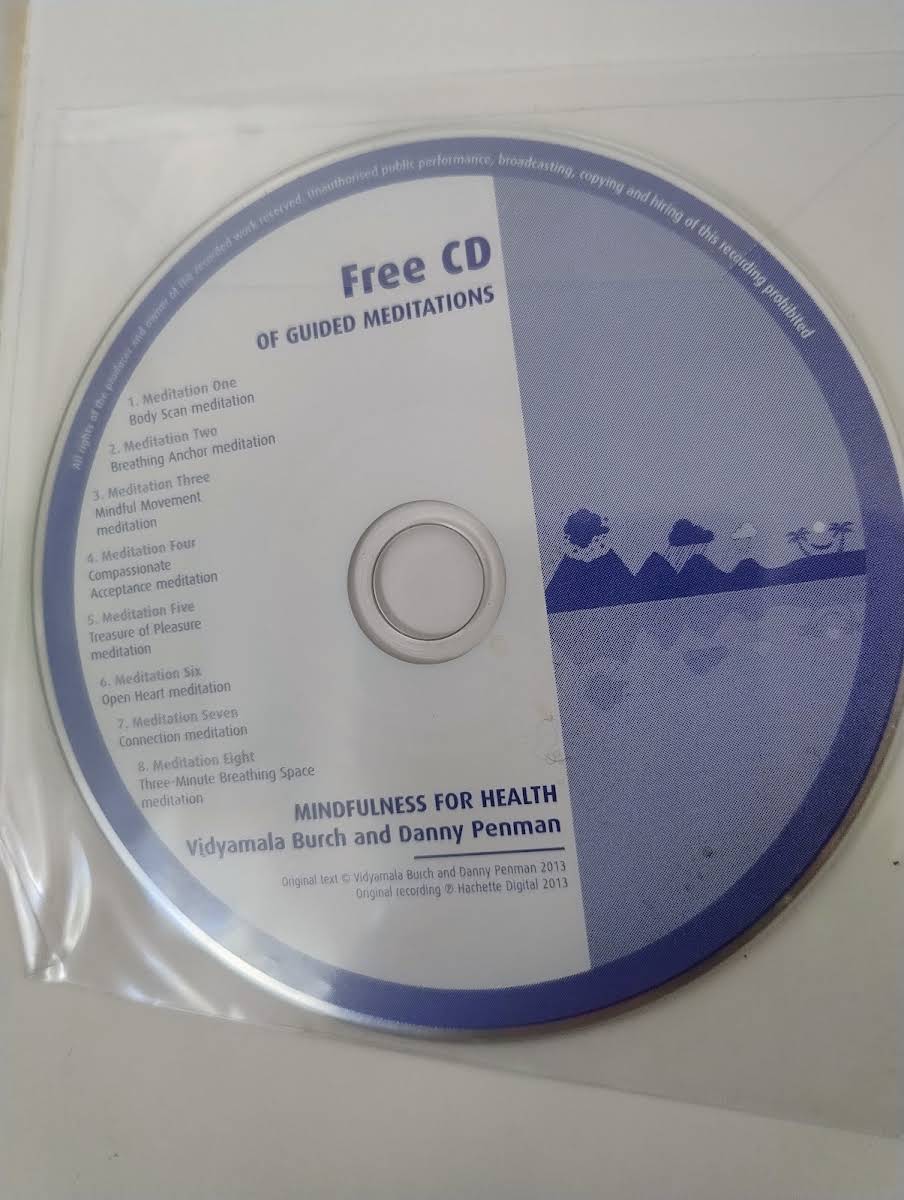 All rights of the producer and owner of the recorded work reserved. Unauthorised public performance, broadcasting, copying and hiring of this recording prohibited
Free CD
OF GUIDED MEDITATIONS
1. Meditation One
Body Scan meditation
2. Meditation Two
Breathing Anchor meditation
3. Meditation Three
Mindful Movement
meditation
4. Meditation Four
Compassionate
Acceptance meditation
5. Meditation Five
Treasure of Pleasure
meditation
6. Meditation Six
Open Heart meditation
7. Meditation Seven
Connection meditation
8. Meditation Eight
Three-Minute Breathing Space
meditation
MINDFULNESS FOR HEALTH
Vidyamala Burch and Danny Penman
Original text © Vidyamala Burch and Danny Penman 2013
Original recording ℗ Hachette Digital 2013